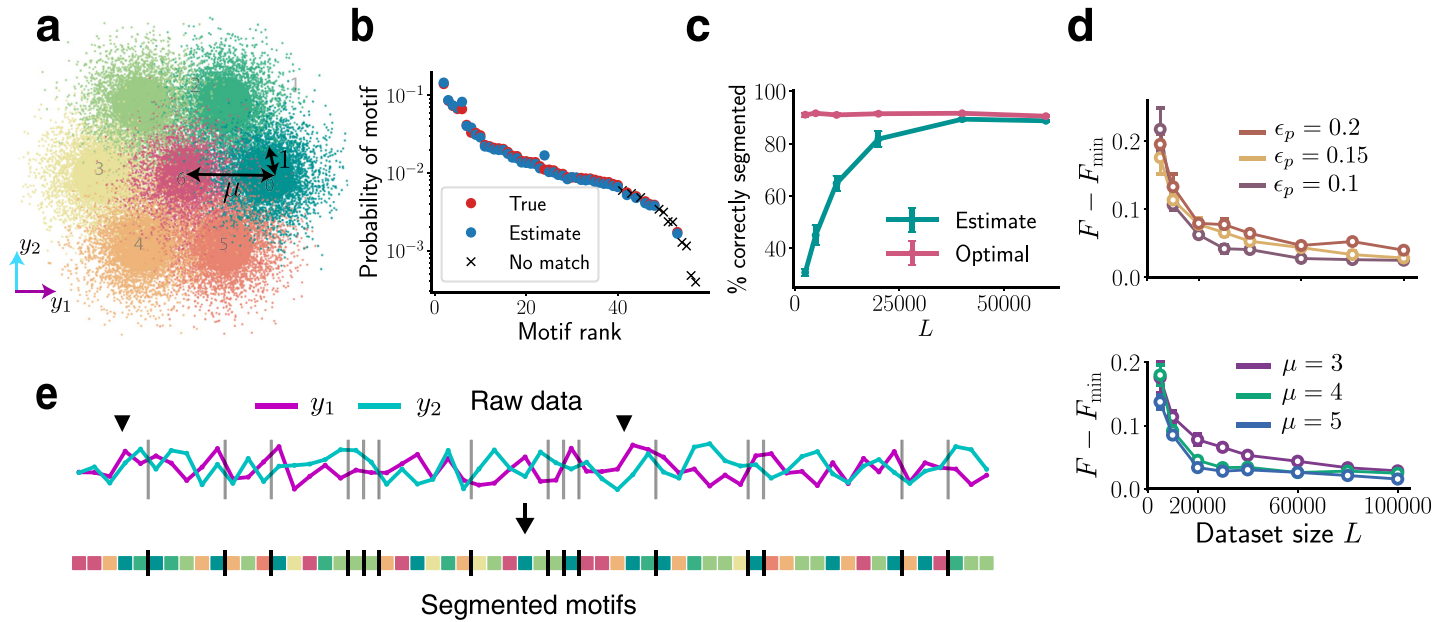 a
1
3
1
μ
4
5
y₂
y₁
b
Probability of motif
10⁻¹
10⁻²
10⁻³
True
Estimate
No match
0
20
40
Motif rank
c
% correctly segmented
100
80
60
40
Estimate
Optimal
0
25000
50000
L
d
F − Fmin
0.2
0.1
0.0
ϵp = 0.2
ϵp = 0.15
ϵp = 0.1
F − Fmin
0.2
0.1
0.0
μ = 3
μ = 4
μ = 5
0
20000
60000
100000
Dataset size L
e
y₁
y₂
Raw data
Segmented motifs